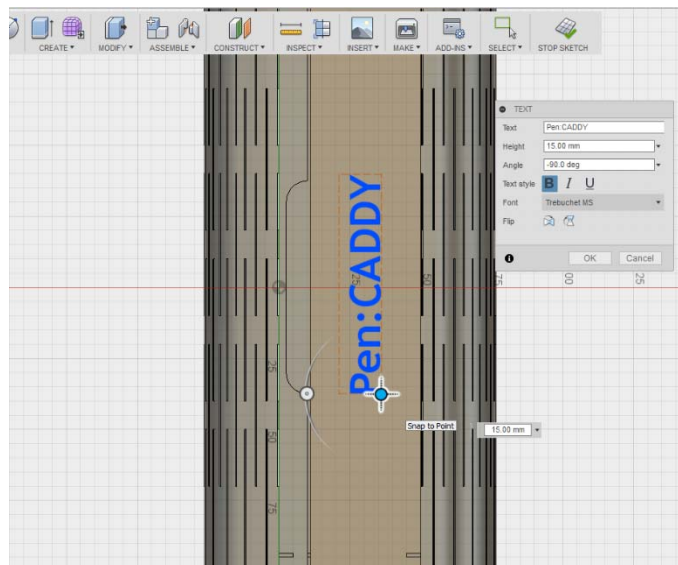 CREATE ▾ MODIFY ▾ ASSEMBLE ▾ CONSTRUCT ▾ INSPECT ▾ INSERT ▾ MAKE ▾ ADD-INS ▾ SELECT ▾ STOP SKETCH
TEXT
Text Pen:CADDY
Height 15.00 mm
Angle -90.0 deg
Text style B I U
Font Trebuchet MS
Flip
OK Cancel
Pen:CADDY
25
50
75
00
25
25
50
75
Snap to Point
15.00 mm